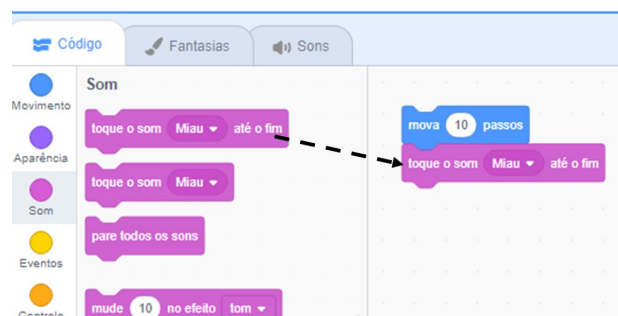 Código
Fantasias
Sons
Movimento
Aparência
Som
Eventos
Controle
Som
toque o som Miau até o fim
toque o som Miau
pare todos os sons
mude 10 no efeito tom
mova 10 passos
toque o som Miau até o fim